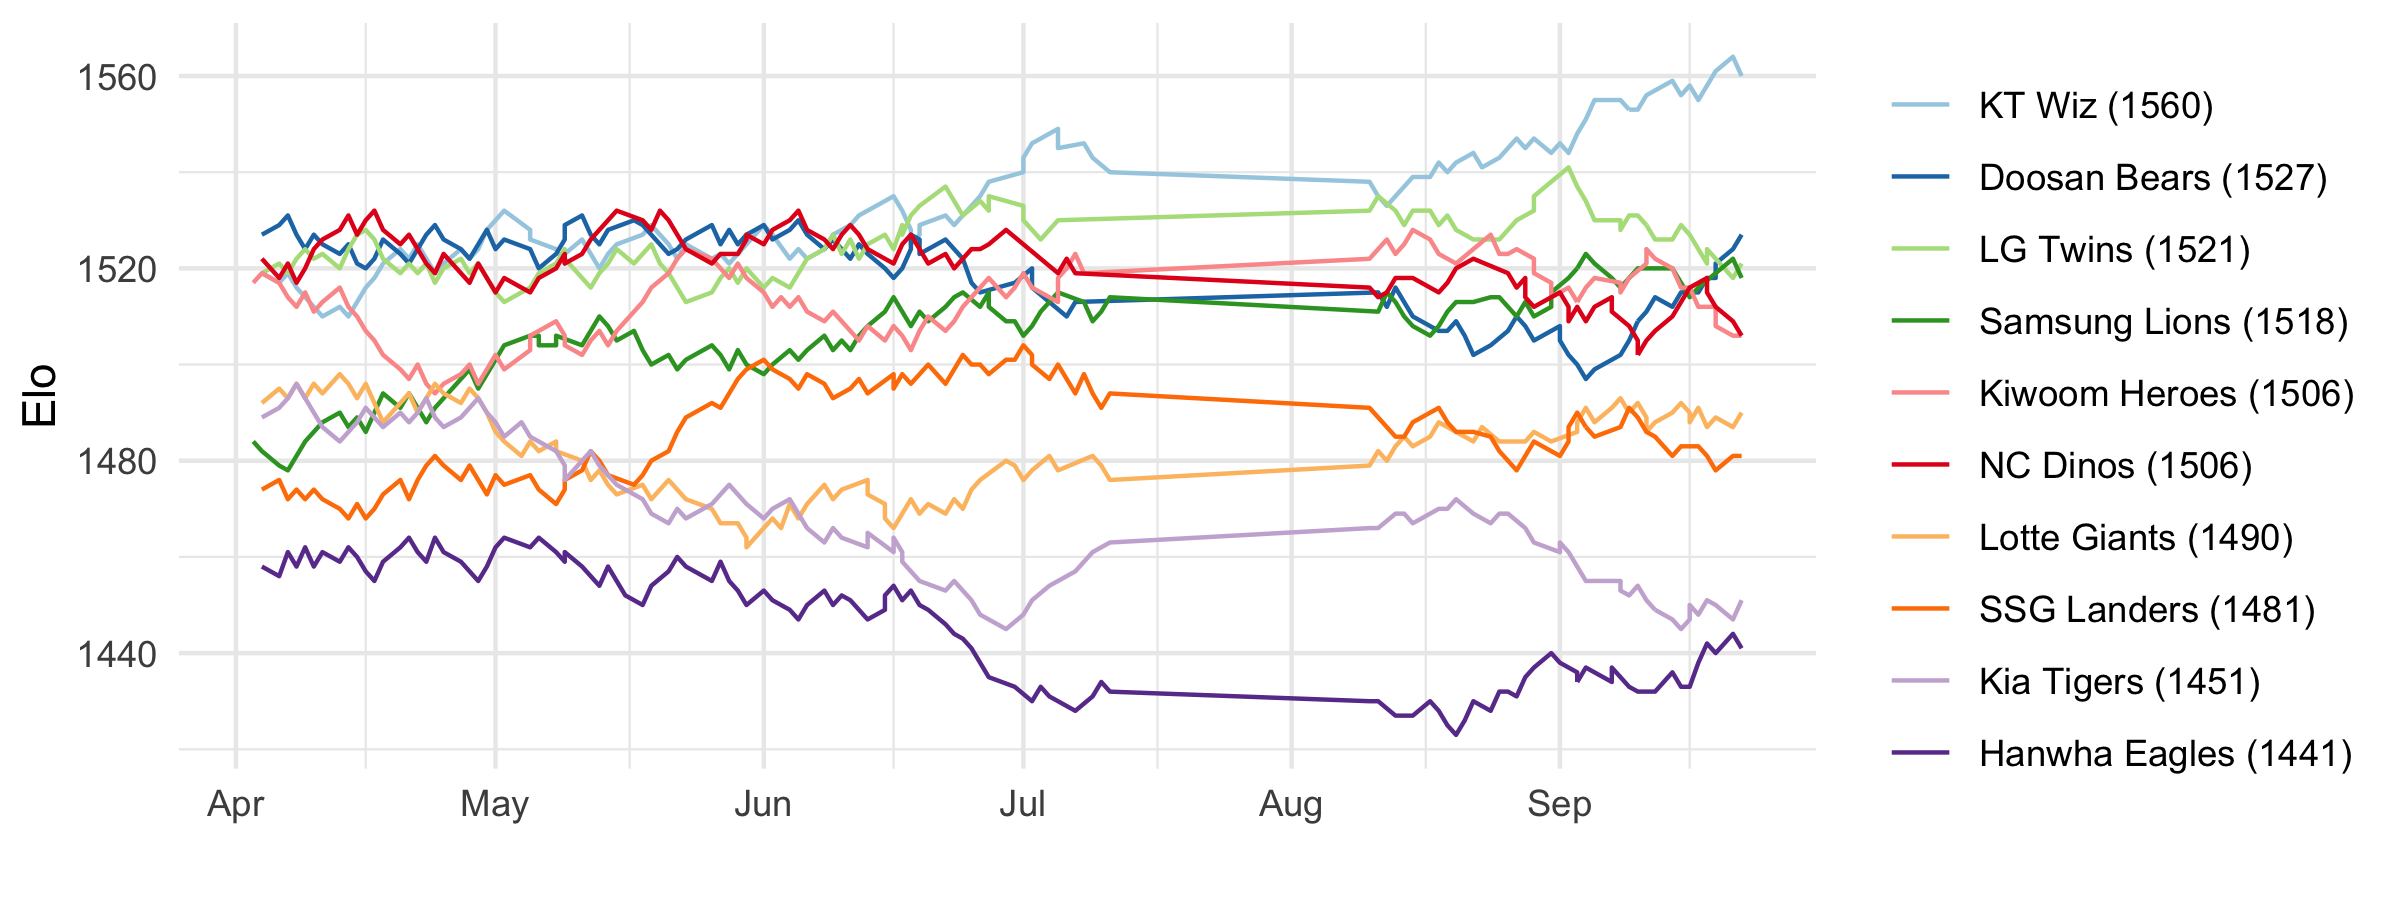 Elo
1560
1520
1480
1440
Apr May Jun Jul Aug Sep
KT Wiz (1560)
Doosan Bears (1527)
LG Twins (1521)
Samsung Lions (1518)
Kiwoom Heroes (1506)
NC Dinos (1506)
Lotte Giants (1490)
SSG Landers (1481)
Kia Tigers (1451)
Hanwha Eagles (1441)